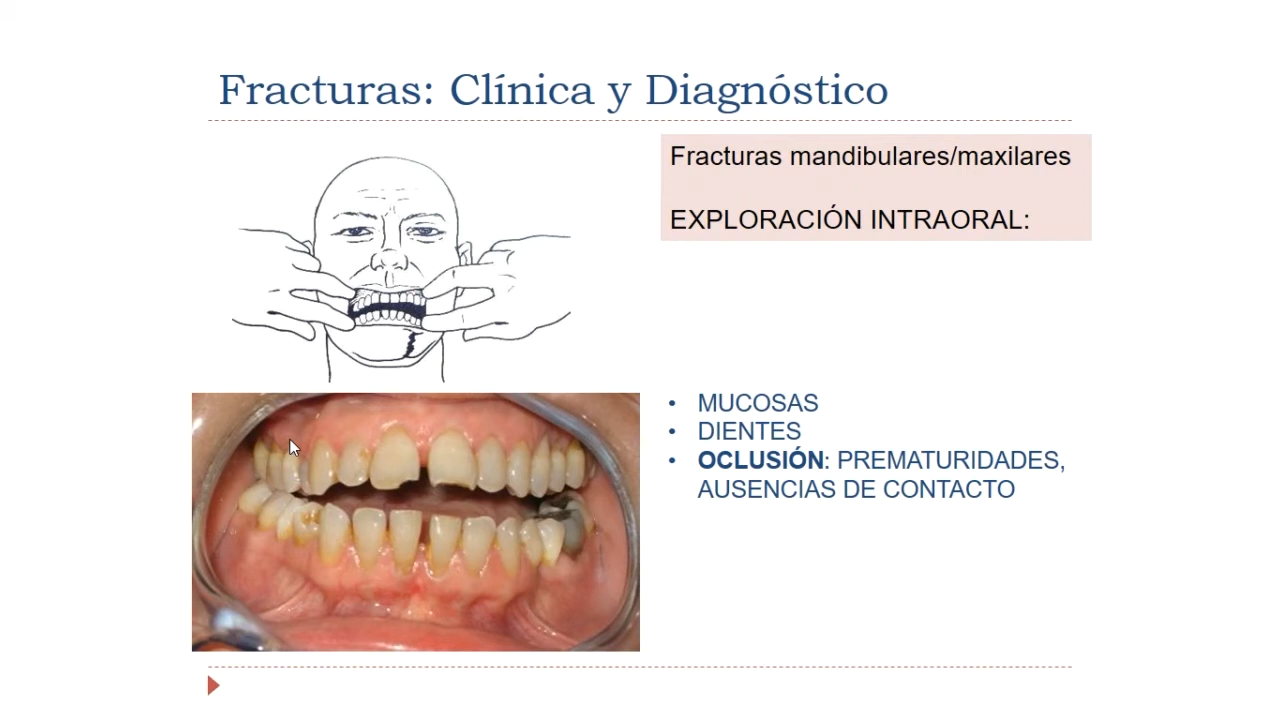 Fracturas: Clínica y Diagnóstico
Fracturas mandibulares/maxilares
EXPLORACIÓN INTRAORAL:
• MUCOSAS
• DIENTES
• OCLUSIÓN: PREMATURIDADES,
AUSENCIAS DE CONTACTO